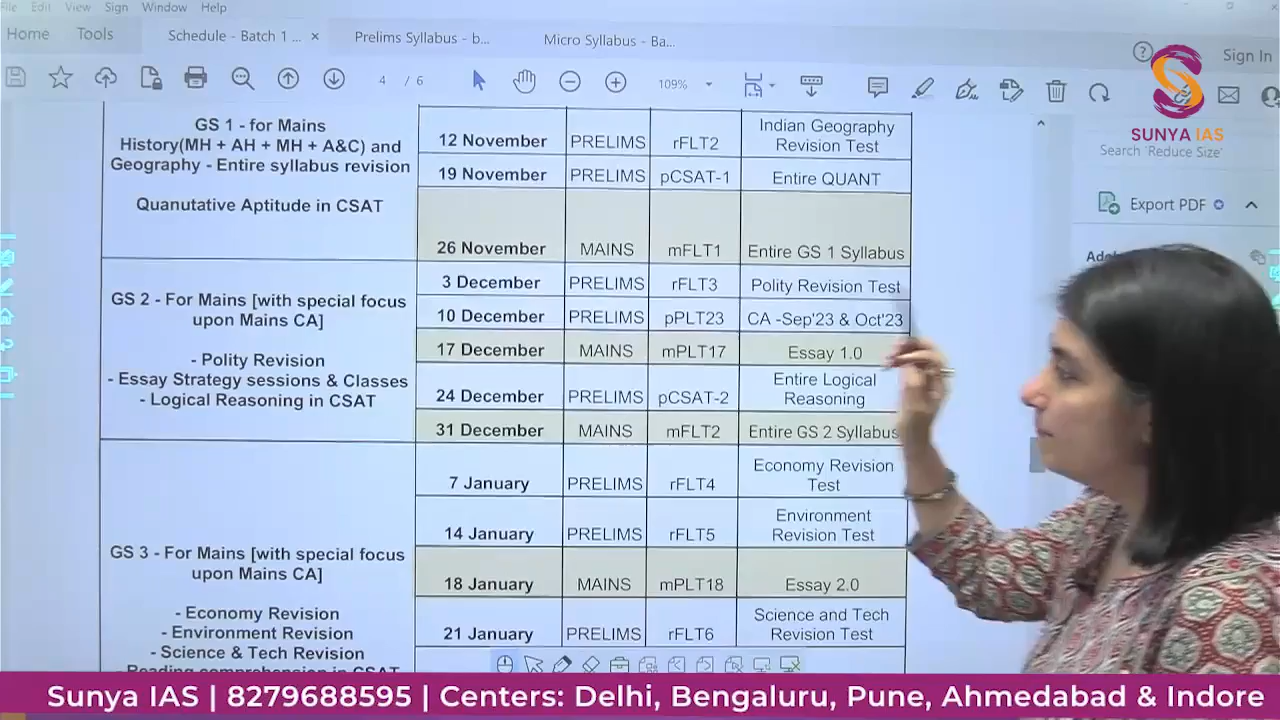 File Edit View Sign Window Help
Home Tools Schedule - Batch 1 ... × Prelims Syllabus - b... Micro Syllabus - Ba... Sign In
4 / 6 109%
SUNYA IAS
Search 'Reduce Size'
Export PDF
GS 1 - for Mains
History(MH + AH + MH + A&C) and
Geography - Entire syllabus revision
Quanutative Aptitude in CSAT
12 November PRELIMS rFLT2 Indian Geography
Revision Test
19 November PRELIMS pCSAT-1 Entire QUANT
26 November MAINS mFLT1 Entire GS 1 Syllabus
GS 2 - For Mains [with special focus
upon Mains CA]
- Polity Revision
- Essay Strategy sessions & Classes
- Logical Reasoning in CSAT
3 December PRELIMS rFLT3 Polity Revision Test
10 December PRELIMS pPLT23 CA -Sep'23 & Oct'23
17 December MAINS mPLT17 Essay 1.0
24 December PRELIMS pCSAT-2 Entire Logical
Reasoning
31 December MAINS mFLT2 Entire GS 2 Syllabus
GS 3 - For Mains [with special focus
upon Mains CA]
- Economy Revision
- Environment Revision
- Science & Tech Revision
- Reading comprehension in CSAT
7 January PRELIMS rFLT4 Economy Revision
Test
14 January PRELIMS rFLT5 Environment
Revision Test
18 January MAINS mPLT18 Essay 2.0
21 January PRELIMS rFLT6 Science and Tech
Revision Test
Sunya IAS | 8279688595 | Centers: Delhi, Bengaluru, Pune, Ahmedabad & Indore